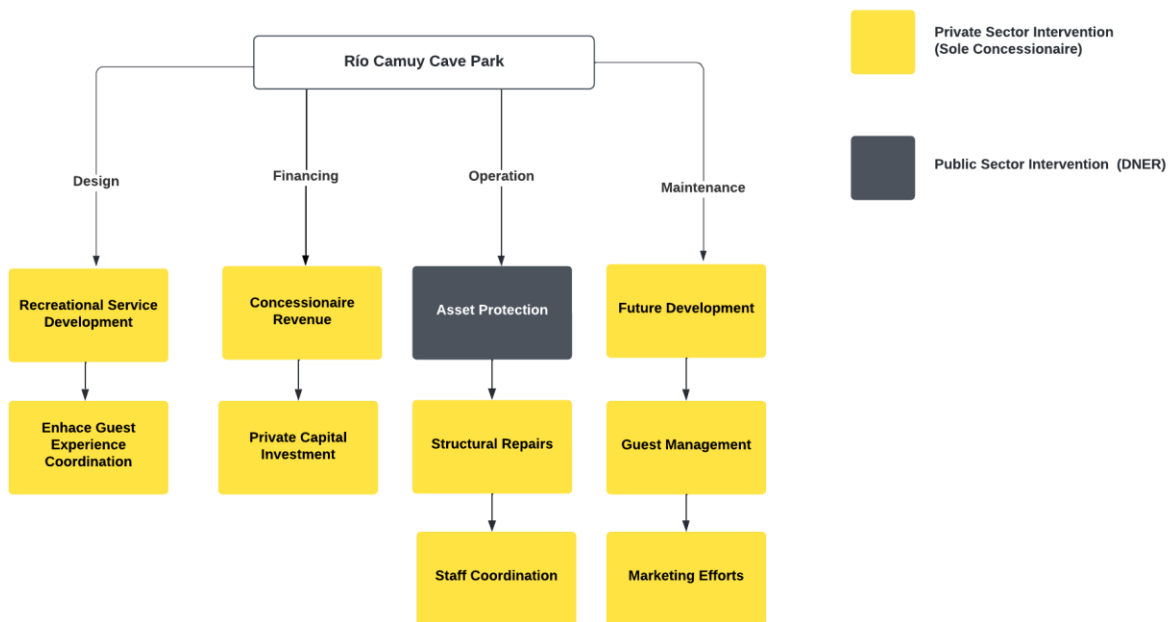 Río Camuy Cave Park
Private Sector Intervention
(Sole Concessionaire)
Public Sector Intervention (DNER)
Design
Financing
Operation
Maintenance
Recreational Service
Development
Concessionaire
Revenue
Asset Protection
Future Development
Enhace Guest
Experience
Coordination
Private Capital
Investment
Structural Repairs
Guest Management
Staff Coordination
Marketing Efforts